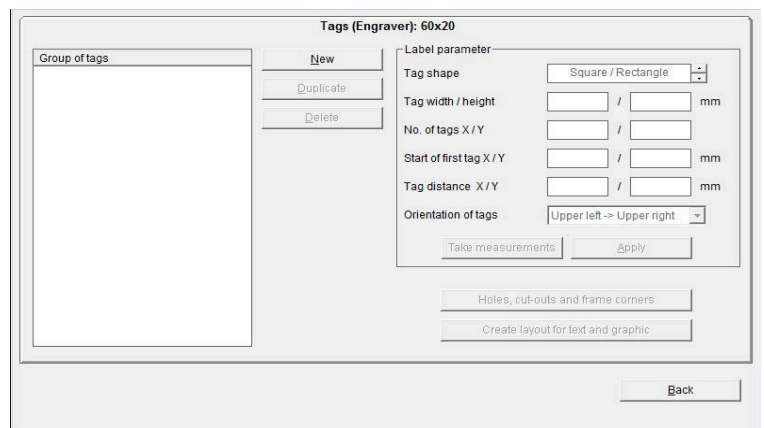 Tags (Engraver): 60x20
Group of tags
New
Duplicate
Delete
Label parameter
Tag shape Square / Rectangle
Tag width / height / mm
No. of tags X / Y /
Start of first tag X / Y / mm
Tag distance X / Y / mm
Orientation of tags Upper left -> Upper right
Take measurements Apply
Holes, cut-outs and frame corners
Create layout for text and graphic
Back